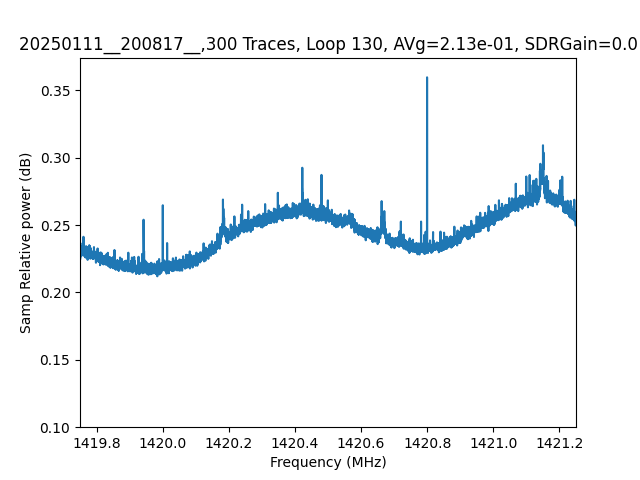 20250111__200817__,300 Traces, Loop 130, AVg=2.13e-01, SDRGain=0.0
0.35
0.30
0.25
0.20
0.15
0.10
Samp Relative power (dB)
1419.8 1420.0 1420.2 1420.4 1420.6 1420.8 1421.0 1421.2
Frequency (MHz)